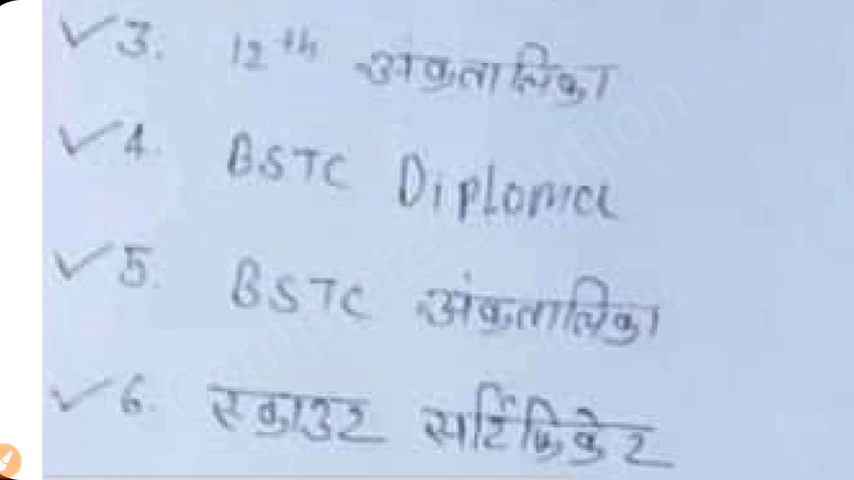 ✓3. 12th अंकतालिका
✓4. BSTC Diploma
✓5. BSTC अंकतालिका
✓6. स्काउट सर्टिफिकेट